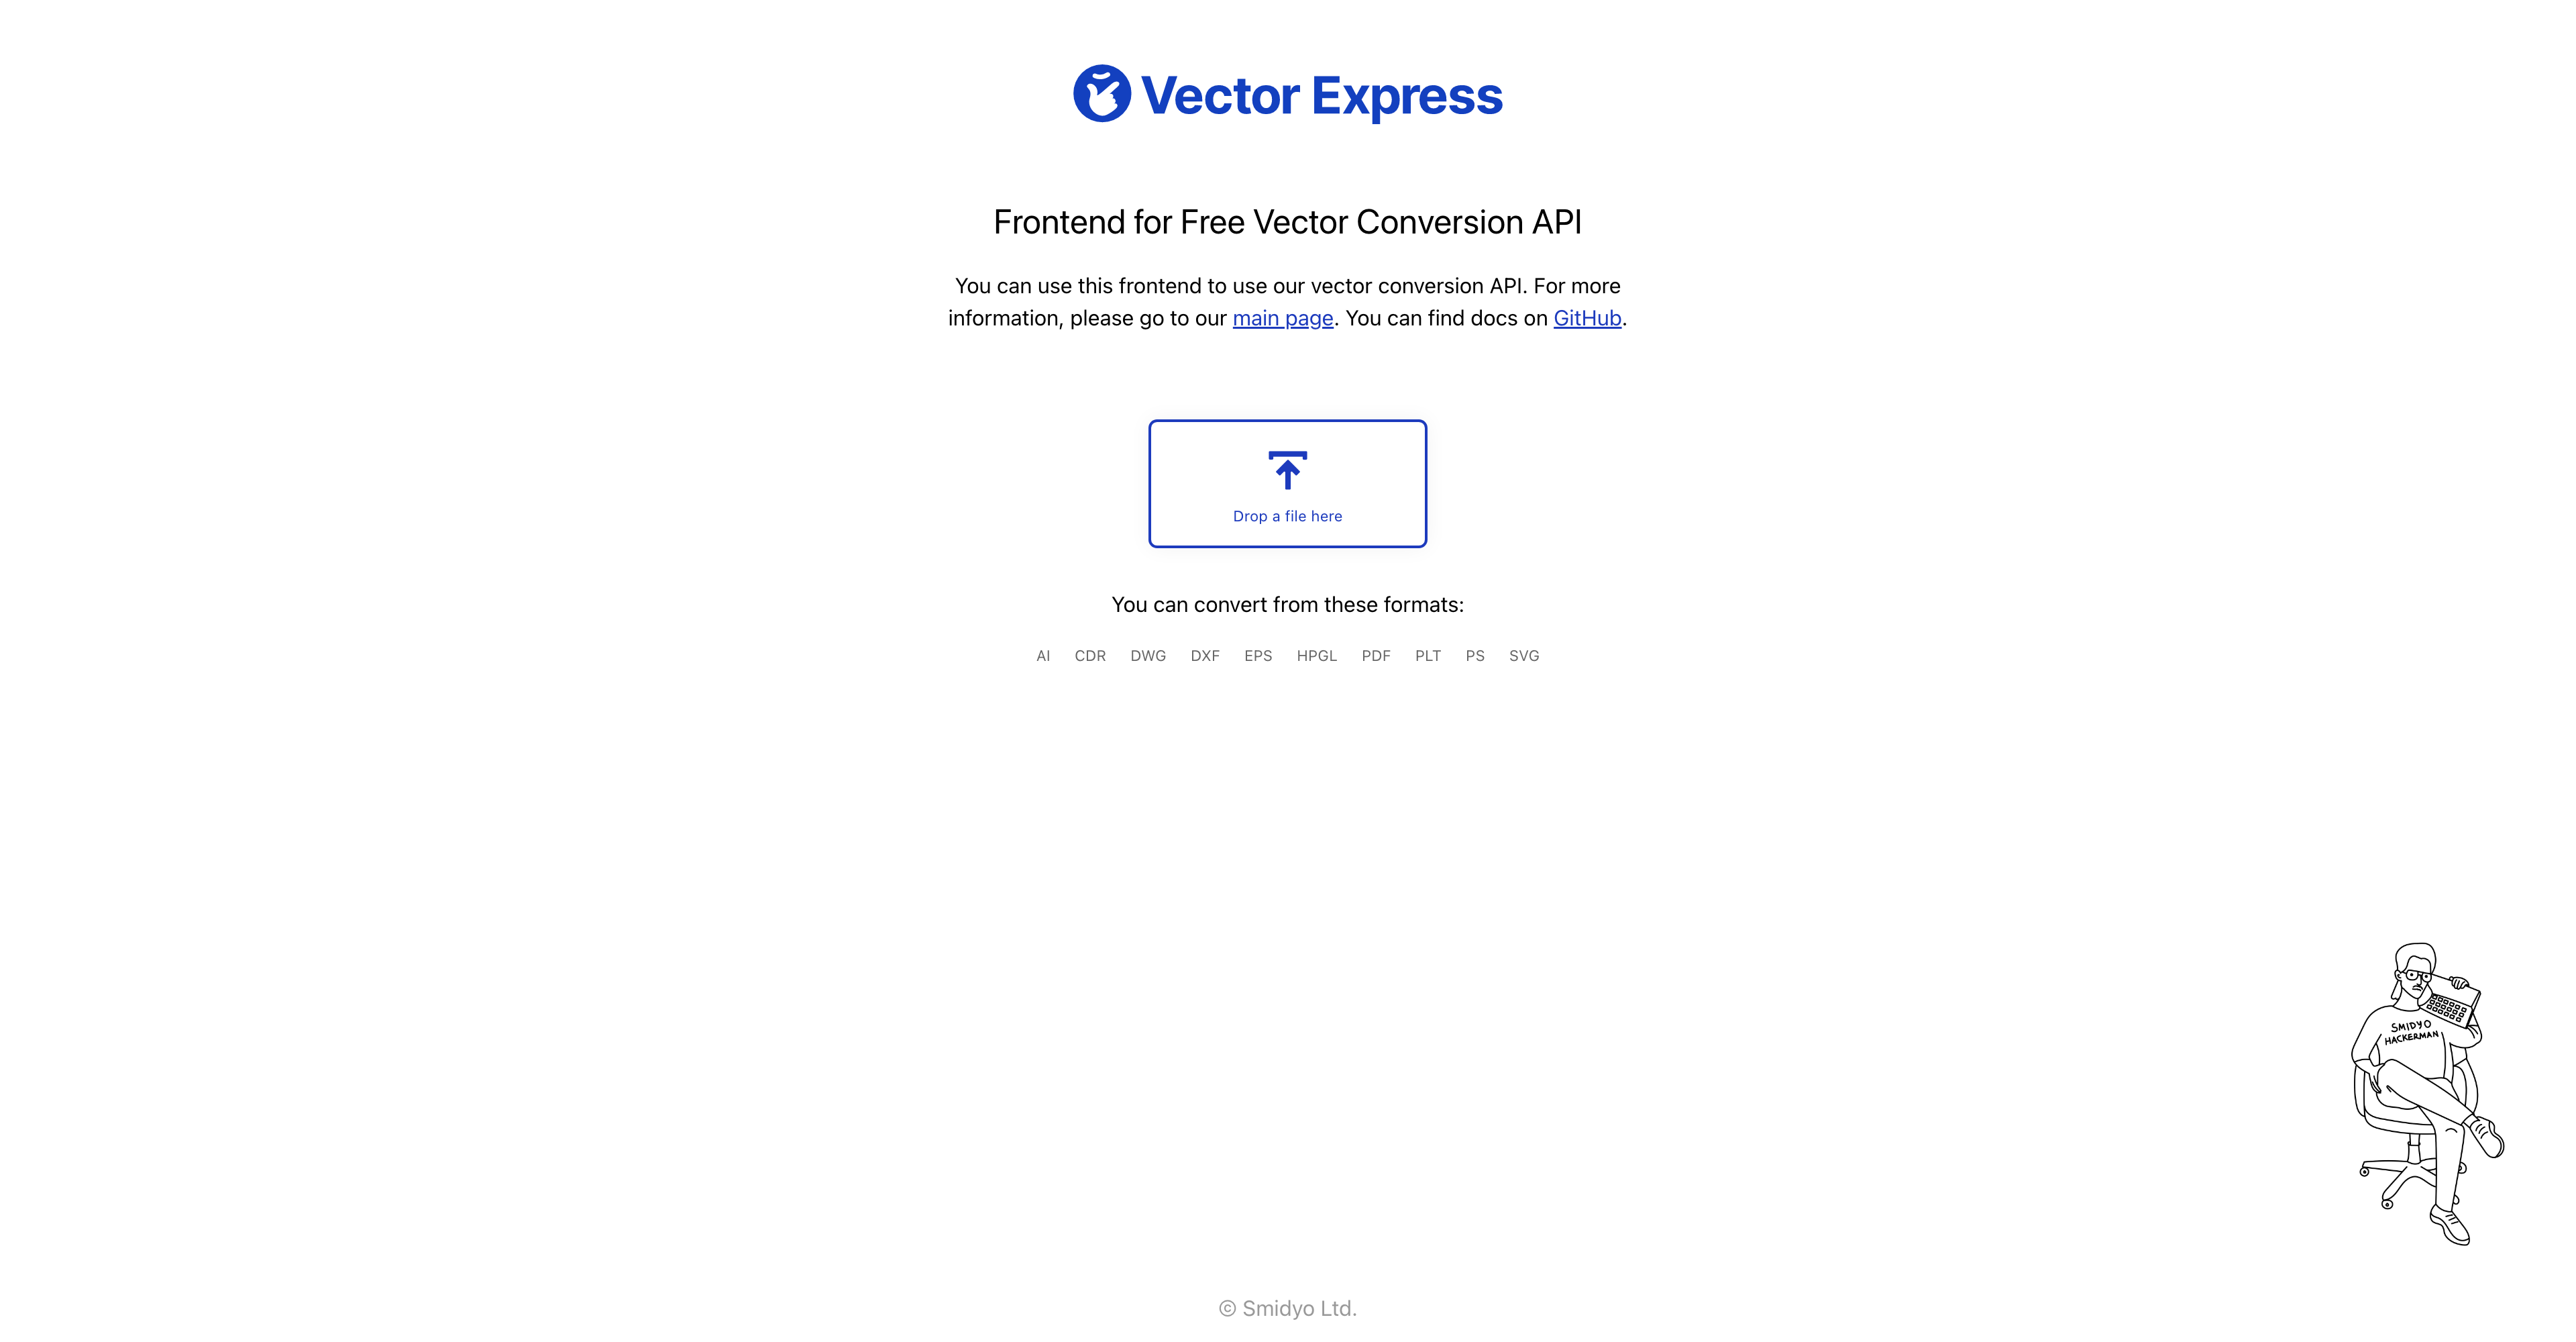 Vector Express
Frontend for Free Vector Conversion API
You can use this frontend to use our vector conversion API. For more
information, please go to our main page. You can find docs on GitHub.
Drop a file here
You can convert from these formats:
AI CDR DWG DXF EPS HPGL PDF PLT PS SVG
SMIDYO
HACKERMAN
© Smidyo Ltd.